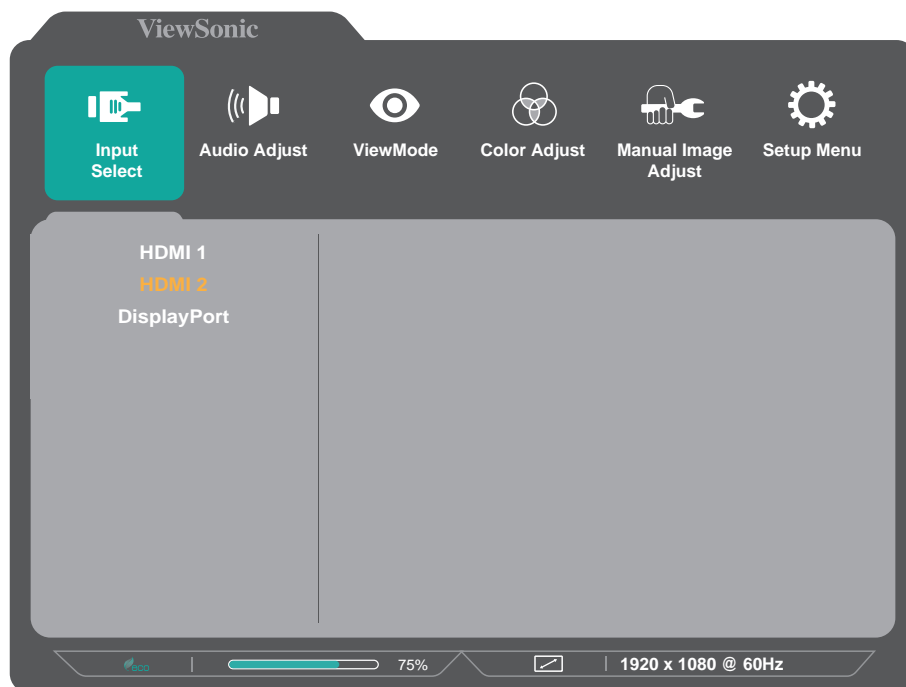 ViewSonic
Input Select
Audio Adjust
ViewMode
Color Adjust
Manual Image Adjust
Setup Menu
HDMI 1
HDMI 2
DisplayPort
eco
75%
1920 x 1080 @ 60Hz